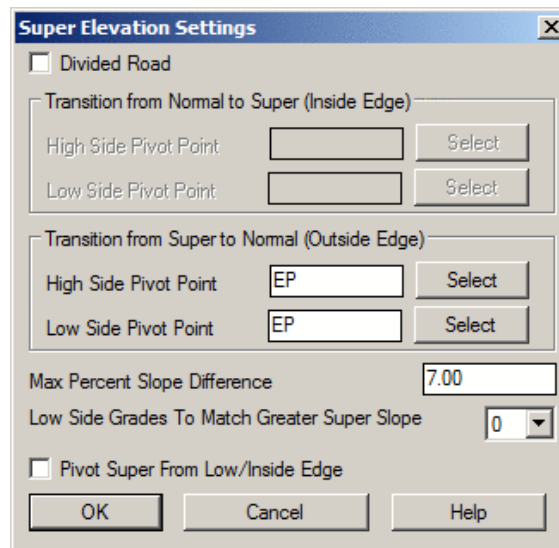 Super Elevation Settings
Divided Road
Transition from Normal to Super (Inside Edge)
High Side Pivot Point Select
Low Side Pivot Point Select
Transition from Super to Normal (Outside Edge)
High Side Pivot Point EP Select
Low Side Pivot Point EP Select
Max Percent Slope Difference 7.00
Low Side Grades To Match Greater Super Slope 0
Pivot Super From Low/Inside Edge
OK Cancel Help